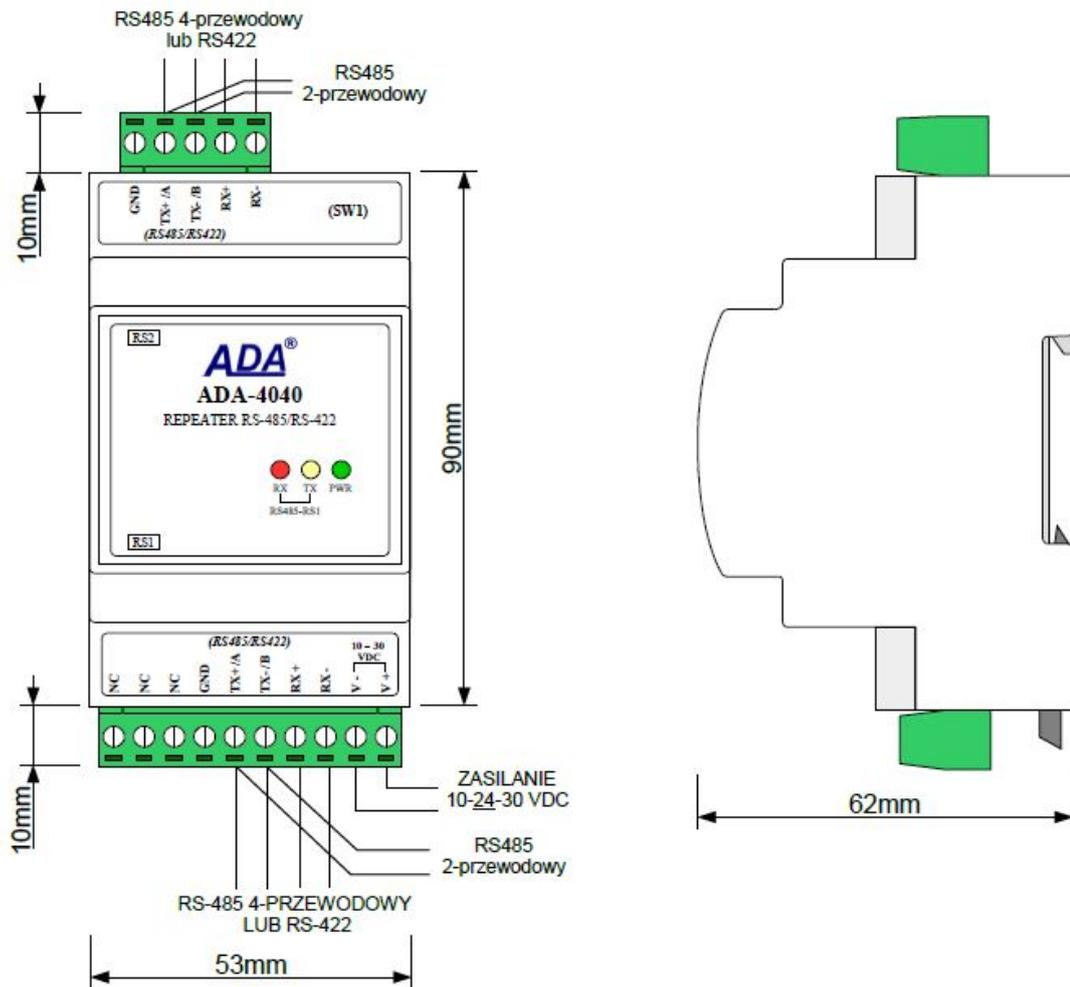 RS485 4-przewodowy
lub RS422
RS485
2-przewodowy
10mm
GND
TX+ /A
TX- /B
RX+
RX-
(SW1)
(RS485/RS422)
RS2
ADA®
ADA-4040
REPEATER RS-485/RS-422
RX TX PWR
RS485-RS1
RS1
90mm
(RS485/RS422)
10 – 30
VDC
NC
NC
NC
GND
TX+/A
TX-/B
RX+
RX-
V -
V +
10mm
ZASILANIE
10-24-30 VDC
RS485
2-przewodowy
RS-485 4-PRZEWODOWY
LUB RS-422
53mm
62mm